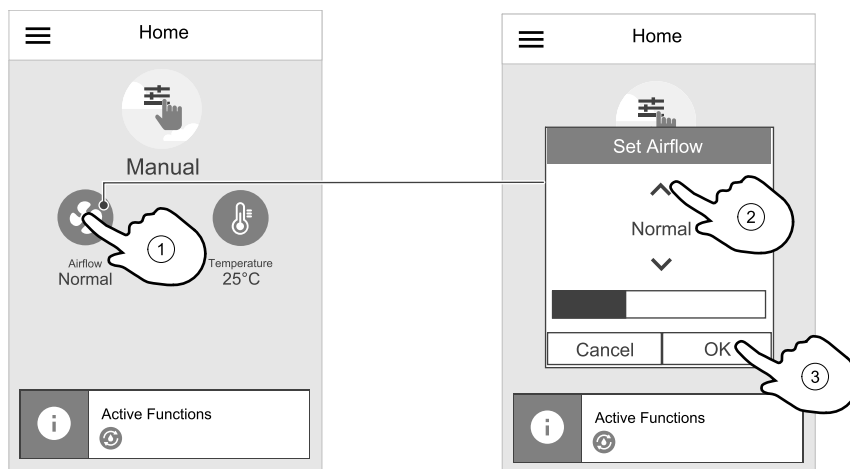 Home
Manual
1
Airflow
Normal
Temperature
25°C
i
Active Functions
Home
Set Airflow
2
Normal
Cancel
OK
3
i
Active Functions